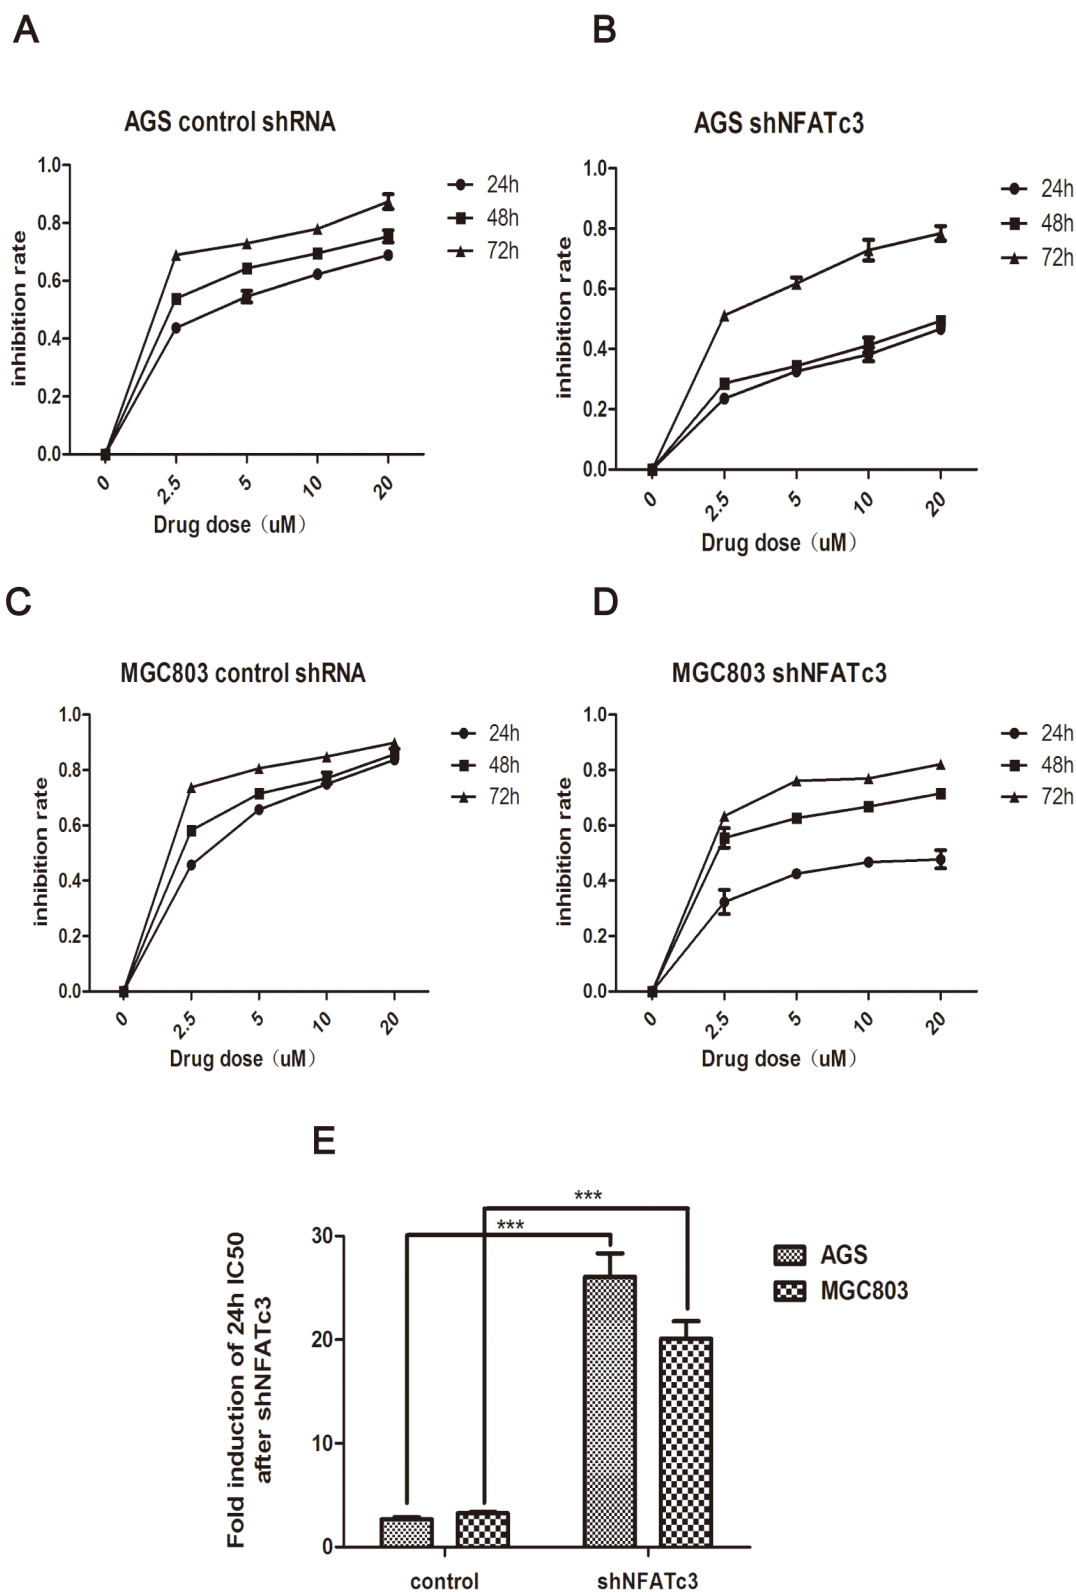 A
AGS control shRNA
1.0
0.8
0.6
0.4
0.2
0.0
inhibition rate
0
2.5
5
10
20
Drug dose（uM）
24h
48h
72h
B
AGS shNFATc3
1.0
0.8
0.6
0.4
0.2
0.0
inhibition rate
0
2.5
5
10
20
Drug dose（uM）
24h
48h
72h
C
MGC803 control shRNA
1.0
0.8
0.6
0.4
0.2
0.0
inhibition rate
0
2.5
5
10
20
Drug dose（uM）
24h
48h
72h
D
MGC803 shNFATc3
1.0
0.8
0.6
0.4
0.2
0.0
inhibition rate
0
2.5
5
10
20
Drug dose（uM）
24h
48h
72h
E
Fold induction of 24h IC50
after shNFATc3
30
20
10
0
***
***
control
shNFATc3
AGS
MGC803